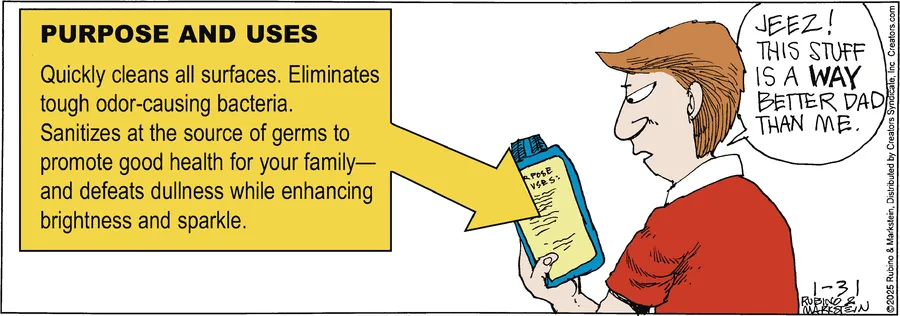 PURPOSE AND USES
Quickly cleans all surfaces. Eliminates
tough odor-causing bacteria.
Sanitizes at the source of germs to
promote good health for your family—
and defeats dullness while enhancing
brightness and sparkle.
RPOSE
USES:
JEEZ!
THIS STUFF
IS A WAY
BETTER DAD
THAN ME.
1-31
RUBINO &
MARKSTEIN
©2025 Rubino & Markstein, Distributed by Creators Syndicate, Inc. Creators.com